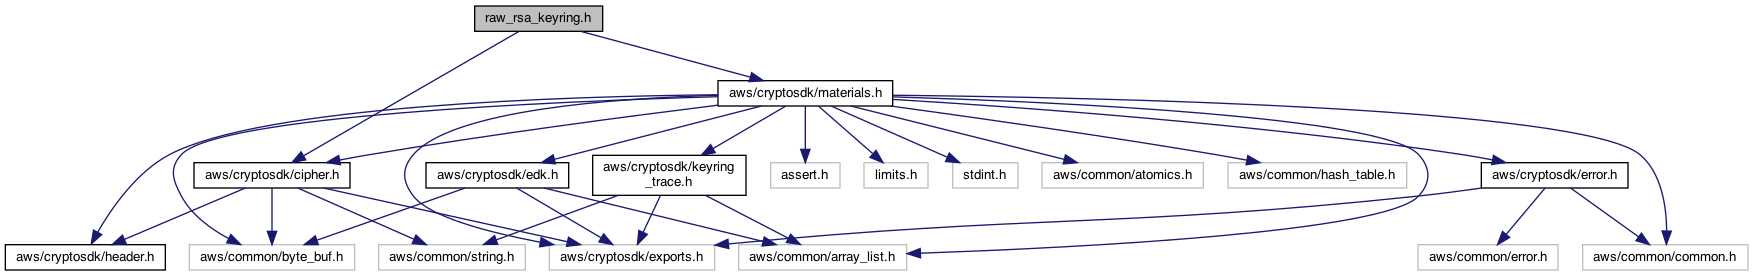 raw_rsa_keyring.h
aws/cryptosdk/materials.h
aws/cryptosdk/cipher.h
aws/cryptosdk/edk.h
aws/cryptosdk/keyring
_trace.h
assert.h
limits.h
stdint.h
aws/common/atomics.h
aws/common/hash_table.h
aws/cryptosdk/error.h
aws/cryptosdk/header.h
aws/common/byte_buf.h
aws/common/string.h
aws/cryptosdk/exports.h
aws/common/array_list.h
aws/common/error.h
aws/common/common.h